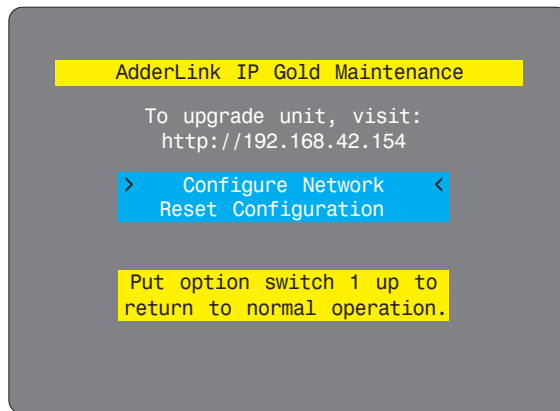 AdderLink IP Gold Maintenance
To upgrade unit, visit:
http://192.168.42.154
> Configure Network <
Reset Configuration
Put option switch 1 up to
return to normal operation.